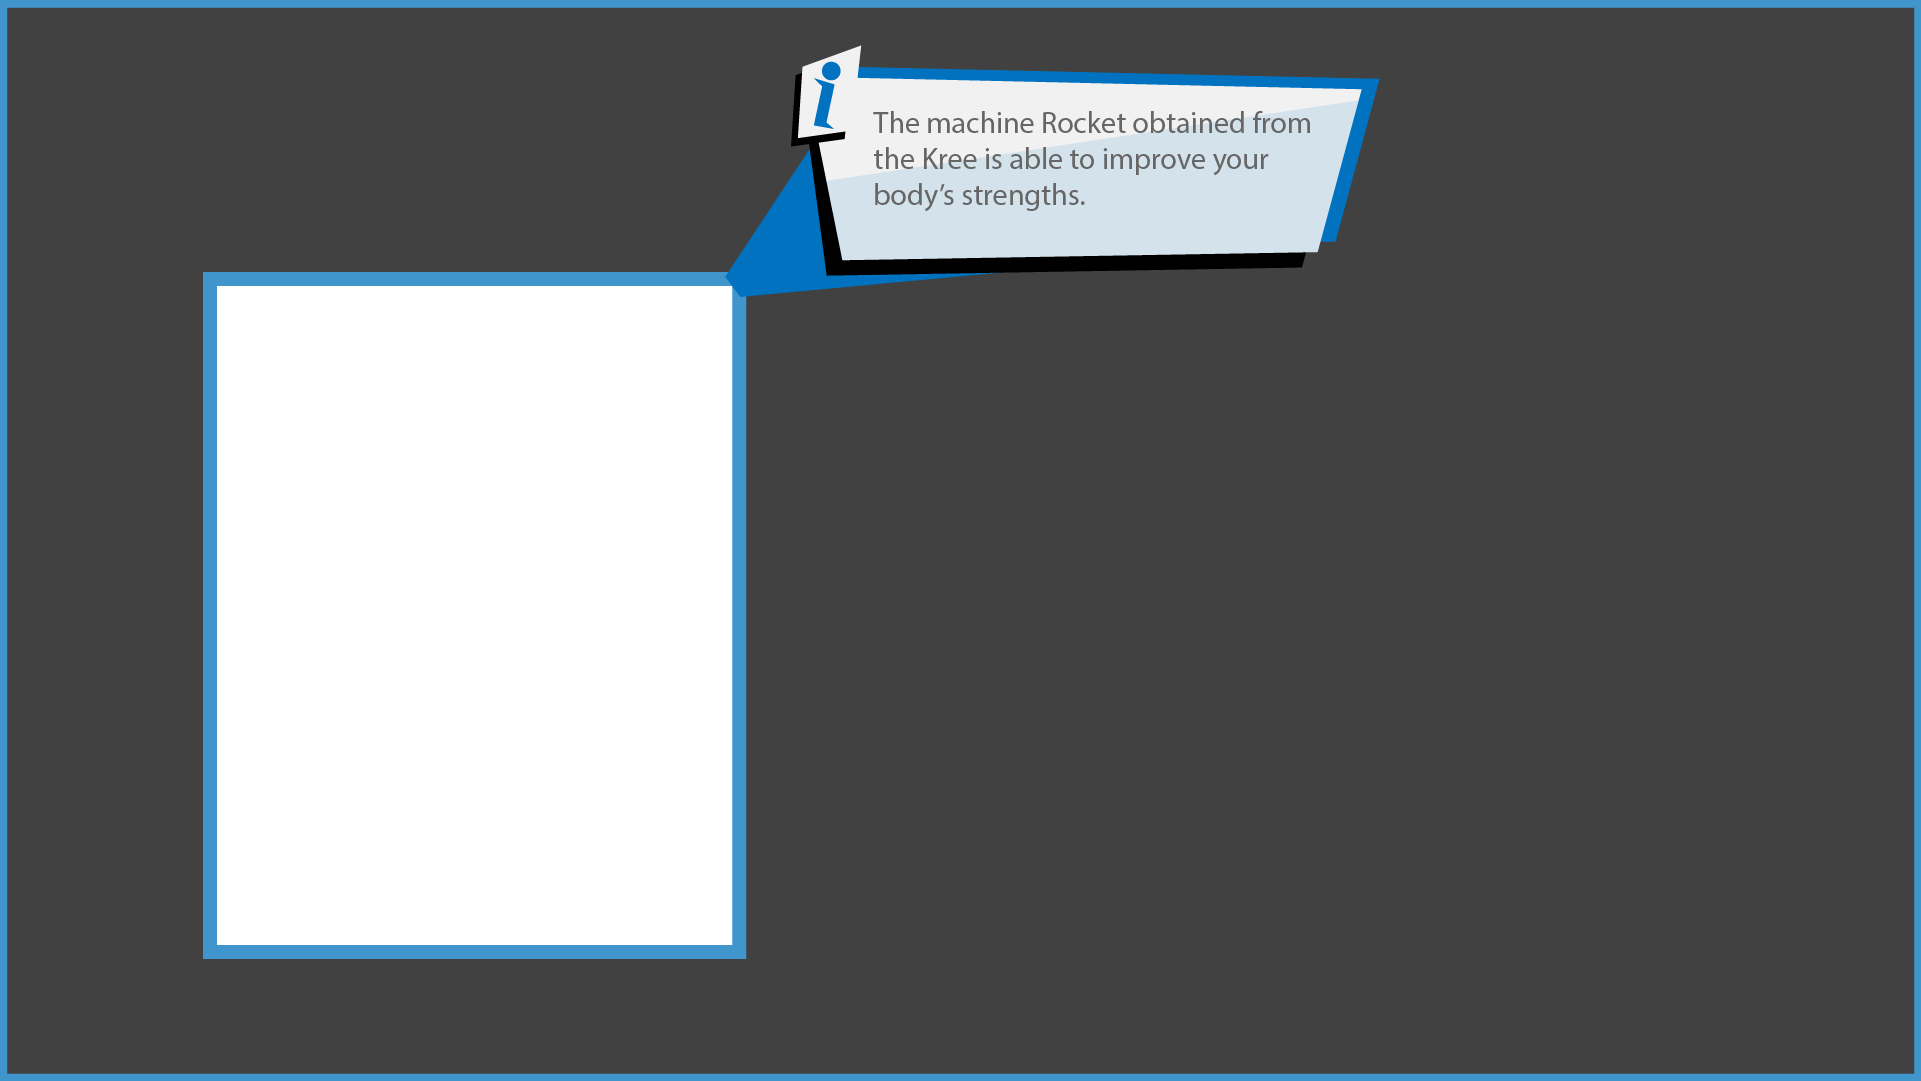 The machine Rocket obtained from
the Kree is able to improve your
body’s strengths.